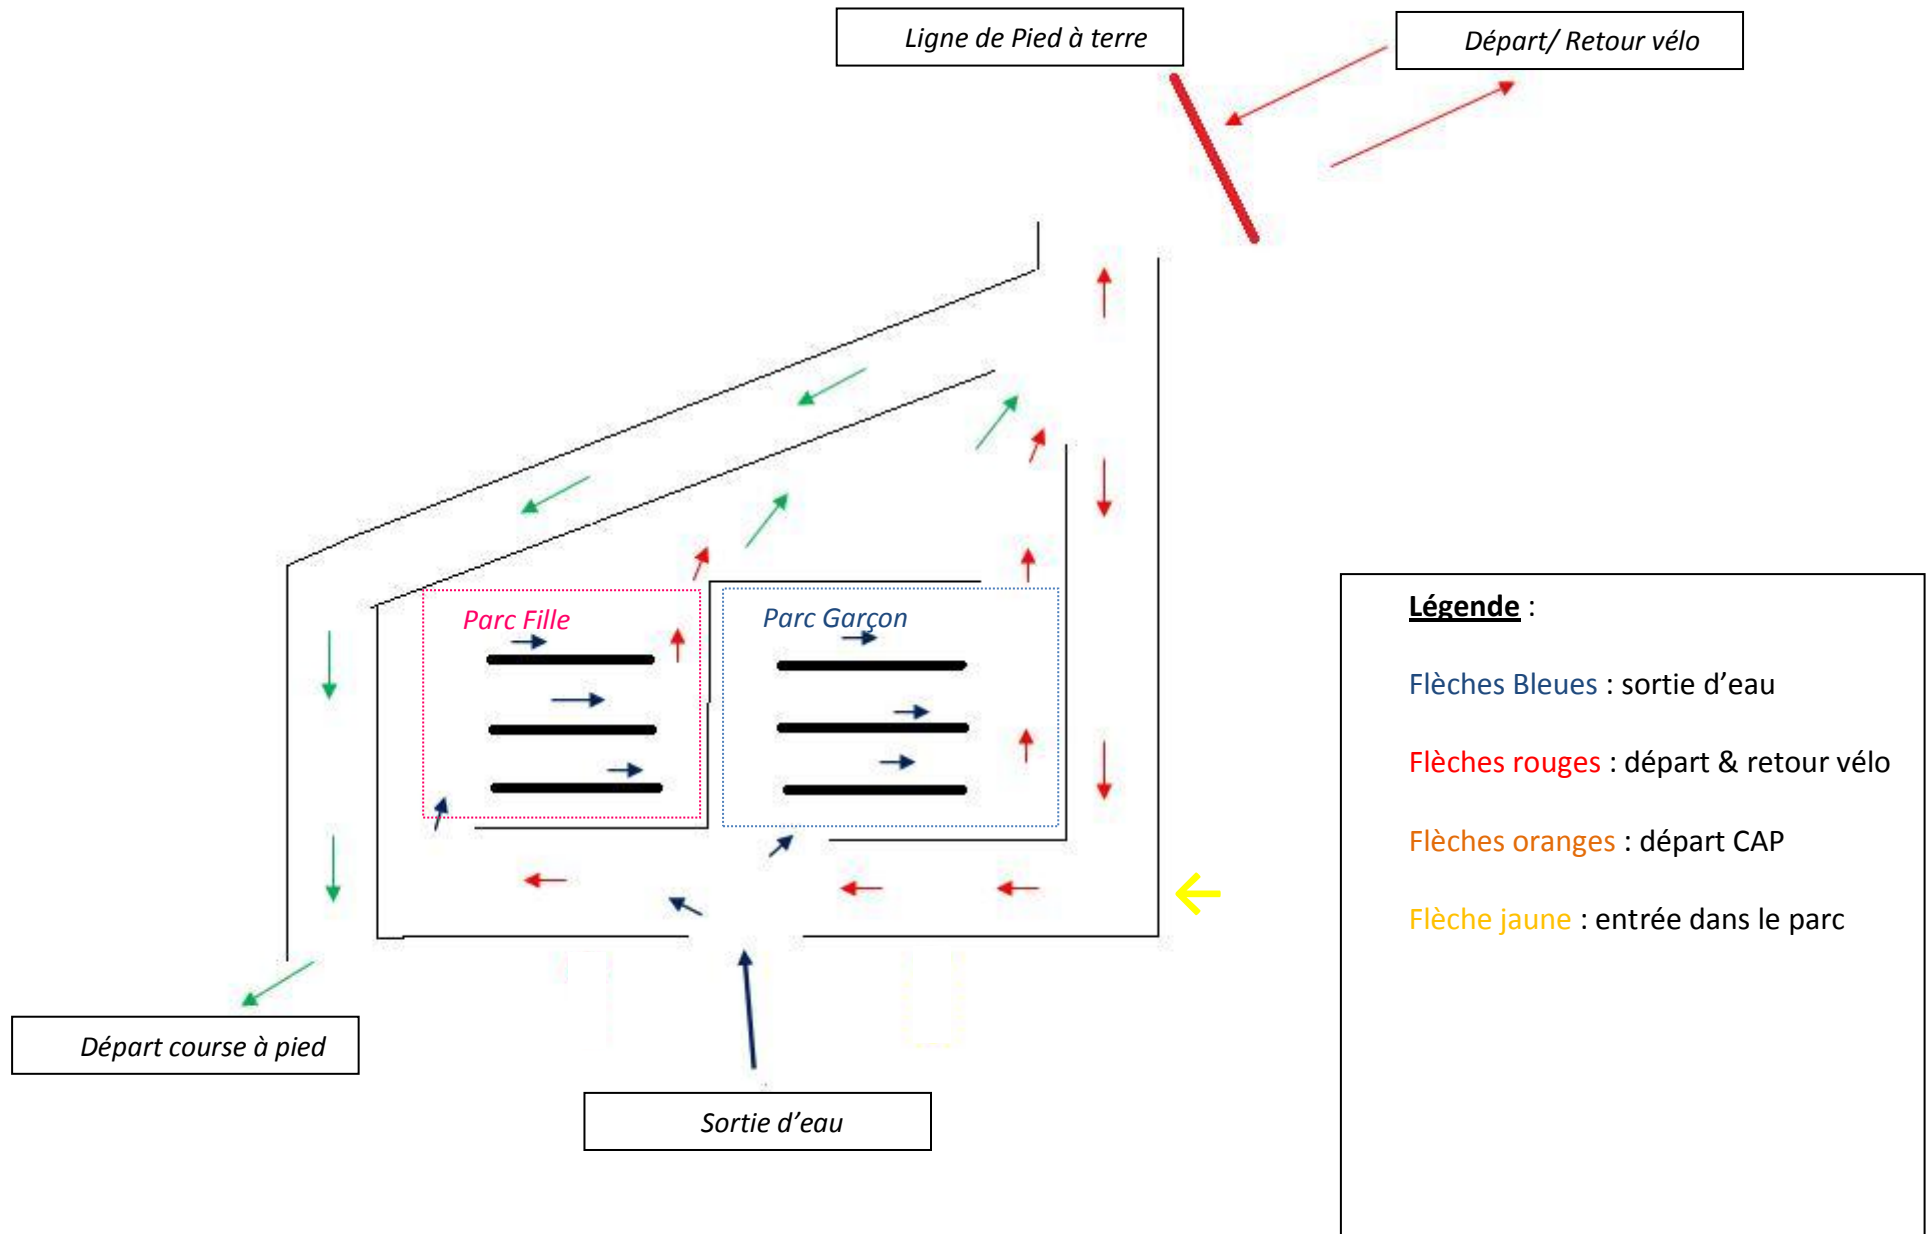 Ligne de Pied à terre
Départ/ Retour vélo
Parc Fille
Parc Garçon
Légende :
Flèches Bleues : sortie d’eau
Flèches rouges : départ & retour vélo
Flèches oranges : départ CAP
Flèche jaune : entrée dans le parc
Départ course à pied
Sortie d’eau